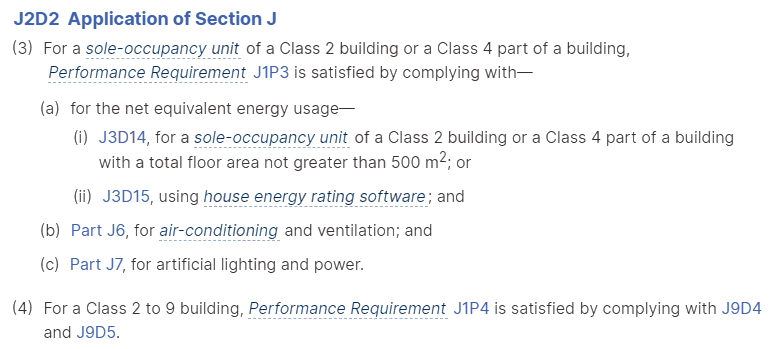 J2D2 Application of Section J
(3) For a sole-occupancy unit of a Class 2 building or a Class 4 part of a building,
Performance Requirement J1P3 is satisfied by complying with—
(a) for the net equivalent energy usage—
(i) J3D14, for a sole-occupancy unit of a Class 2 building or a Class 4 part of a building
with a total floor area not greater than 500 m²; or
(ii) J3D15, using house energy rating software; and
(b) Part J6, for air-conditioning and ventilation; and
(c) Part J7, for artificial lighting and power.
(4) For a Class 2 to 9 building, Performance Requirement J1P4 is satisfied by complying with J9D4
and J9D5.